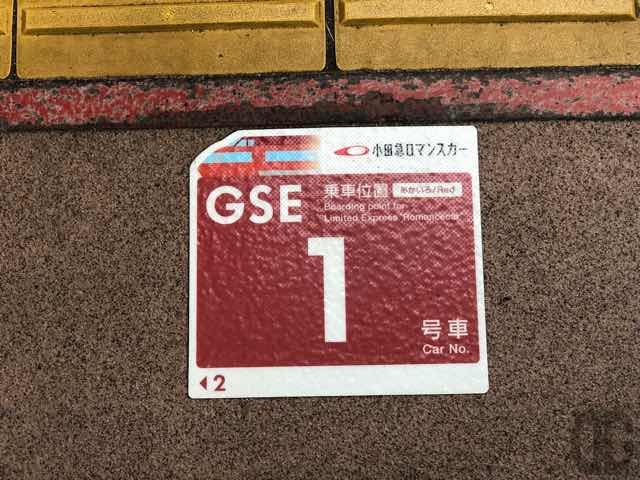 小田急ロマンスカー
GSE
乗車位置 あかいろ/Red
Boarding point for
Limited Express "Romancecar"
1
号車
Car No.
◀2